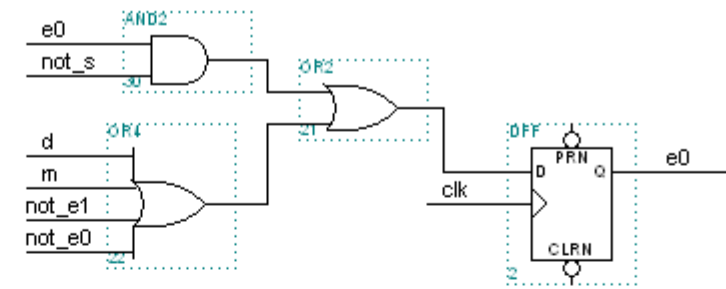 AND2
e0
not_s
30
OR2
21
OR4
d
m
not_e1
not_e0
22
DFF
PRN
D
Q
e0
clk
CLRN
2